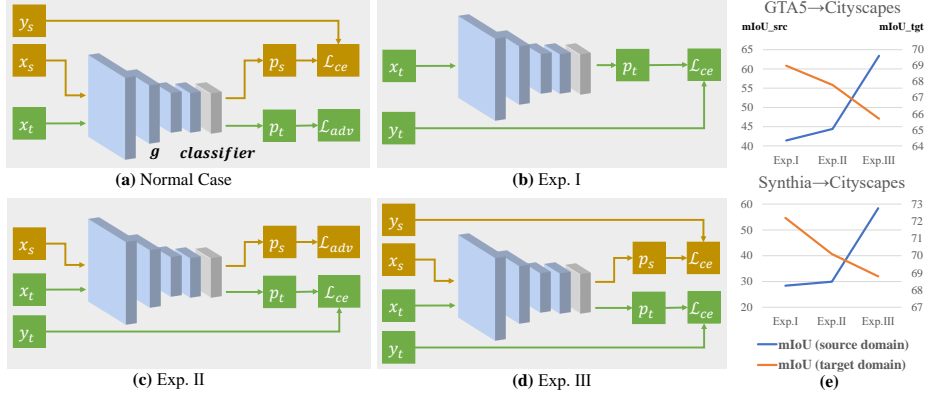 y_s
x_s
x_t
p_s
ℒ_ce
p_t
ℒ_adv
g classifier
(a) Normal Case
x_t
y_t
p_t
ℒ_ce
(b) Exp. I
x_s
x_t
y_t
p_s
ℒ_adv
p_t
ℒ_ce
(c) Exp. II
y_s
x_s
x_t
y_t
p_s
ℒ_ce
p_t
ℒ_ce
(d) Exp. III
GTA5→Cityscapes
mIoU_src mIoU_tgt
65 70
60 69
55 68
50 67
45 66
40 65
64
Exp.I Exp.II Exp.III
Synthia→Cityscapes
60 73
50 72
40 71
30 70
20 69
68
67
Exp.I Exp.II Exp.III
mIoU (source domain)
mIoU (target domain)
(e)